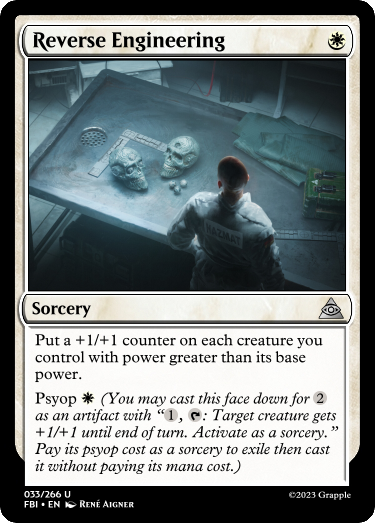 Reverse Engineering
HAZMAT
Sorcery
Put a +1/+1 counter on each creature you
control with power greater than its base
power.
Psyop (You may cast this face down for 2
as an artifact with “1, : Target creature gets
+1/+1 until end of turn. Activate as a sorcery.”
Pay its psyop cost as a sorcery to exile then cast
it without paying its mana cost.)
033/266 U
FBI • EN René Aigner
©2023 Grapple